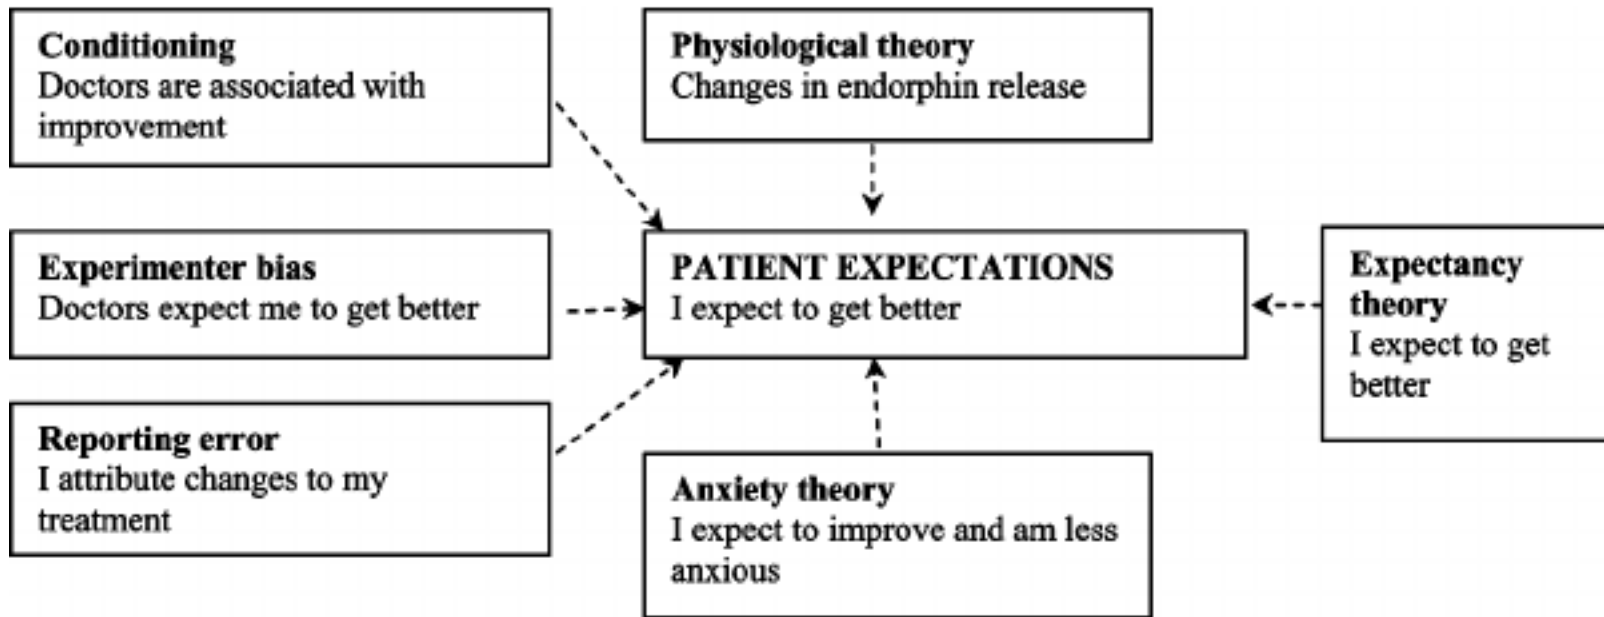 Conditioning
Doctors are associated with
improvement
Physiological theory
Changes in endorphin release
Experimenter bias
Doctors expect me to get better
PATIENT EXPECTATIONS
I expect to get better
Expectancy
theory
I expect to get
better
Reporting error
I attribute changes to my
treatment
Anxiety theory
I expect to improve and am less
anxious